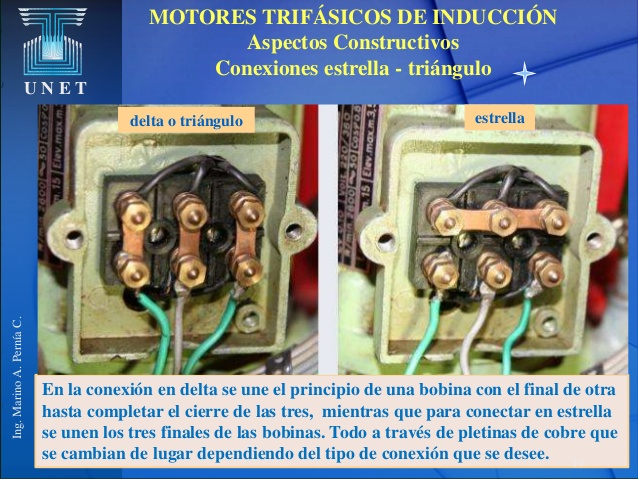 MOTORES TRIFÁSICOS DE INDUCCIÓN
Aspectos Constructivos
Conexiones estrella - triángulo
U N E T
delta o triángulo
estrella
Ing. Marino A. Pernía C.
En la conexión en delta se une el principio de una bobina con el final de otra
hasta completar el cierre de las tres, mientras que para conectar en estrella
se unen los tres finales de las bobinas. Todo a través de pletinas de cobre que
se cambian de lugar dependiendo del tipo de conexión que se desee.